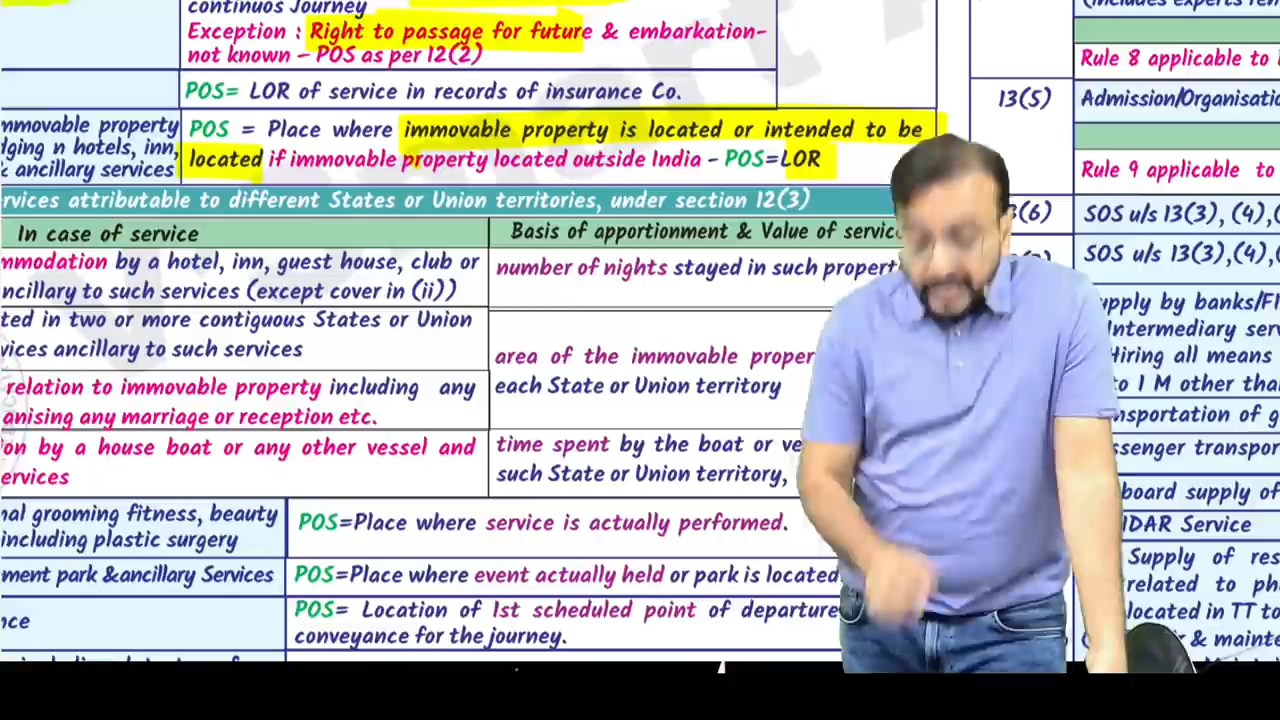 continuos Journey
Exception : Right to passage for future & embarkation-
not known – POS as per 12(2)
POS= LOR of service in records of insurance Co.
mmovable property
dging n hotels, inn,
& ancillary services
POS = Place where immovable property is located or intended to be
located if immovable property located outside India – POS=LOR
rvices attributable to different States or Union territories, under section 12(3)
In case of service
Basis of apportionment & Value of service
mmodation by a hotel, inn, guest house, club or
ncillary to such services (except cover in (ii))
number of nights stayed in such propert
ted in two or more contiguous States or Union
vices ancillary to such services
relation to immovable property including any
anising any marriage or reception etc.
area of the immovable proper
each State or Union territory
on by a house boat or any other vessel and
ervices
time spent by the boat or ve
such State or Union territory,
nal grooming fitness, beauty
including plastic surgery
POS=Place where service is actually performed.
ment park &ancillary Services
POS=Place where event actually held or park is located
nce
POS= Location of 1st scheduled point of departure
conveyance for the journey.
Rule 8 applicable to
13(5)
Admission/Organisatio
Rule 9 applicable to
(6)
SOS u/s 13(3), (4),(
SOS u/s 13(3),(4),(
upply by banks/FI
Intermediary serv
Hiring all means
to 1 M other tha
nsportation of g
ssenger transpor
board supply of
IDAR Service
Supply of res
related to ph
located in TT to
& mainte